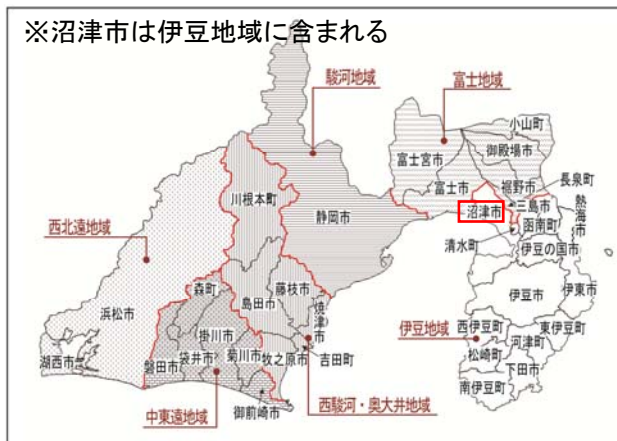 ※沼津市は伊豆地域に含まれる
駿河地域
富士地域
小山町
御殿場市
富士宮市
長泉町
裾野市
富士市
川根本町
静岡市
沼津市
三島市
熱海市
函南町
清水町
伊豆の国市
西北遠地域
森町
島田市
藤枝市
焼津市
伊豆市
伊東市
浜松市
掛川市
伊豆地域
西伊豆町
東伊豆町
湖西市
磐田市
袋井市
菊川市
牧之原市
吉田町
松崎町
河津町
下田市
中東遠地域
御前崎市
西駿河・奥大井地域
南伊豆町